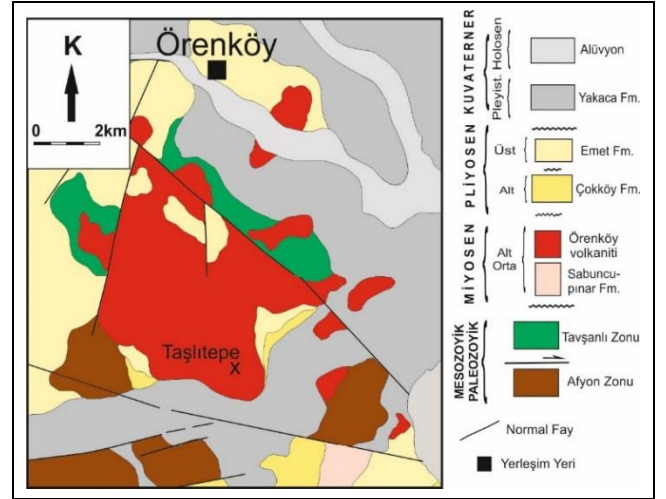 K
0 2km
Örenköy
Taşlıtepe
X
KUVATERNER
Holosen
Pleyist.
Alüvyon
Yakaca Fm.
PLİYOSEN
Üst
Emet Fm.
Alt
Çokköy Fm.
MİYOSEN
Alt
Orta
Örenköy
volkaniti
Sabuncu-
pınar Fm.
MESOZOYİK
PALEOZOYİK
Tavşanlı Zonu
Afyon Zonu
Normal Fay
Yerleşim Yeri